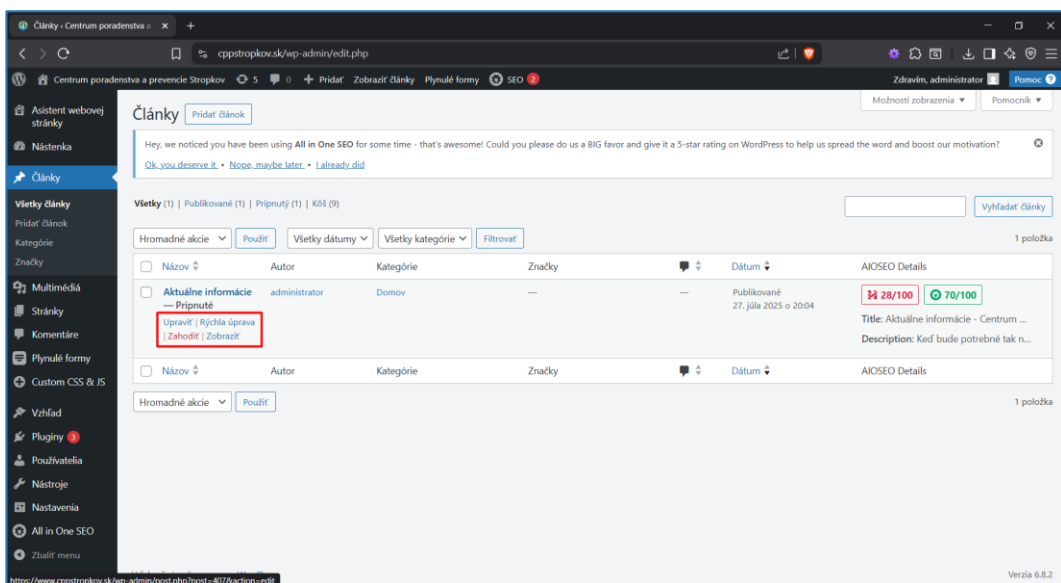 Články ‹ Centrum poradenstva a
cppstropkov.sk/wp-admin/edit.php
Centrum poradenstva a prevencie Stropkov 5 0 Pridať Zobraziť články Plynulé formy SEO 2 Zdravím, administrator Pomoc ?
Možnosti zobrazenia ▼ Pomocník ▼
Asistent webovej
stránky
Nástenka
Články
Všetky články
Pridať článok
Kategórie
Značky
Multimédiá
Stránky
Komentáre
Plynulé formy
Custom CSS & JS
Vzhľad
Pluginy 3
Používatelia
Nástroje
Nastavenia
All in One SEO
Zbaliť menu
Články Pridať článok
Hey, we noticed you have been using All in One SEO for some time - that's awesome! Could you please do us a BIG favor and give it a 5-star rating on WordPress to help us spread the word and boost our motivation?
Ok, you deserve it • Nope, maybe later • I already did
Všetky (1) | Publikované (1) | Pripnutý (1) | Kôš (9)
Vyhľadať články
Hromadné akcie Použiť Všetky dátumy Všetky kategórie Filtrovať 1 položka
Názov Autor Kategórie Značky Dátum AIOSEO Details
Aktuálne informácie administrator Domov — — Publikované 28/100 70/100
— Pripnuté 27. júla 2025 o 20:04
Upraviť | Rýchla úprava Title: Aktuálne informácie - Centrum ...
| Zahodiť | Zobraziť Description: Keď bude potrebné tak n...
Názov Autor Kategórie Značky Dátum AIOSEO Details
Hromadné akcie Použiť 1 položka
Verzia 6.8.2
https://www.cppstropkov.sk/wp-admin/post.php?post=407&action=edit